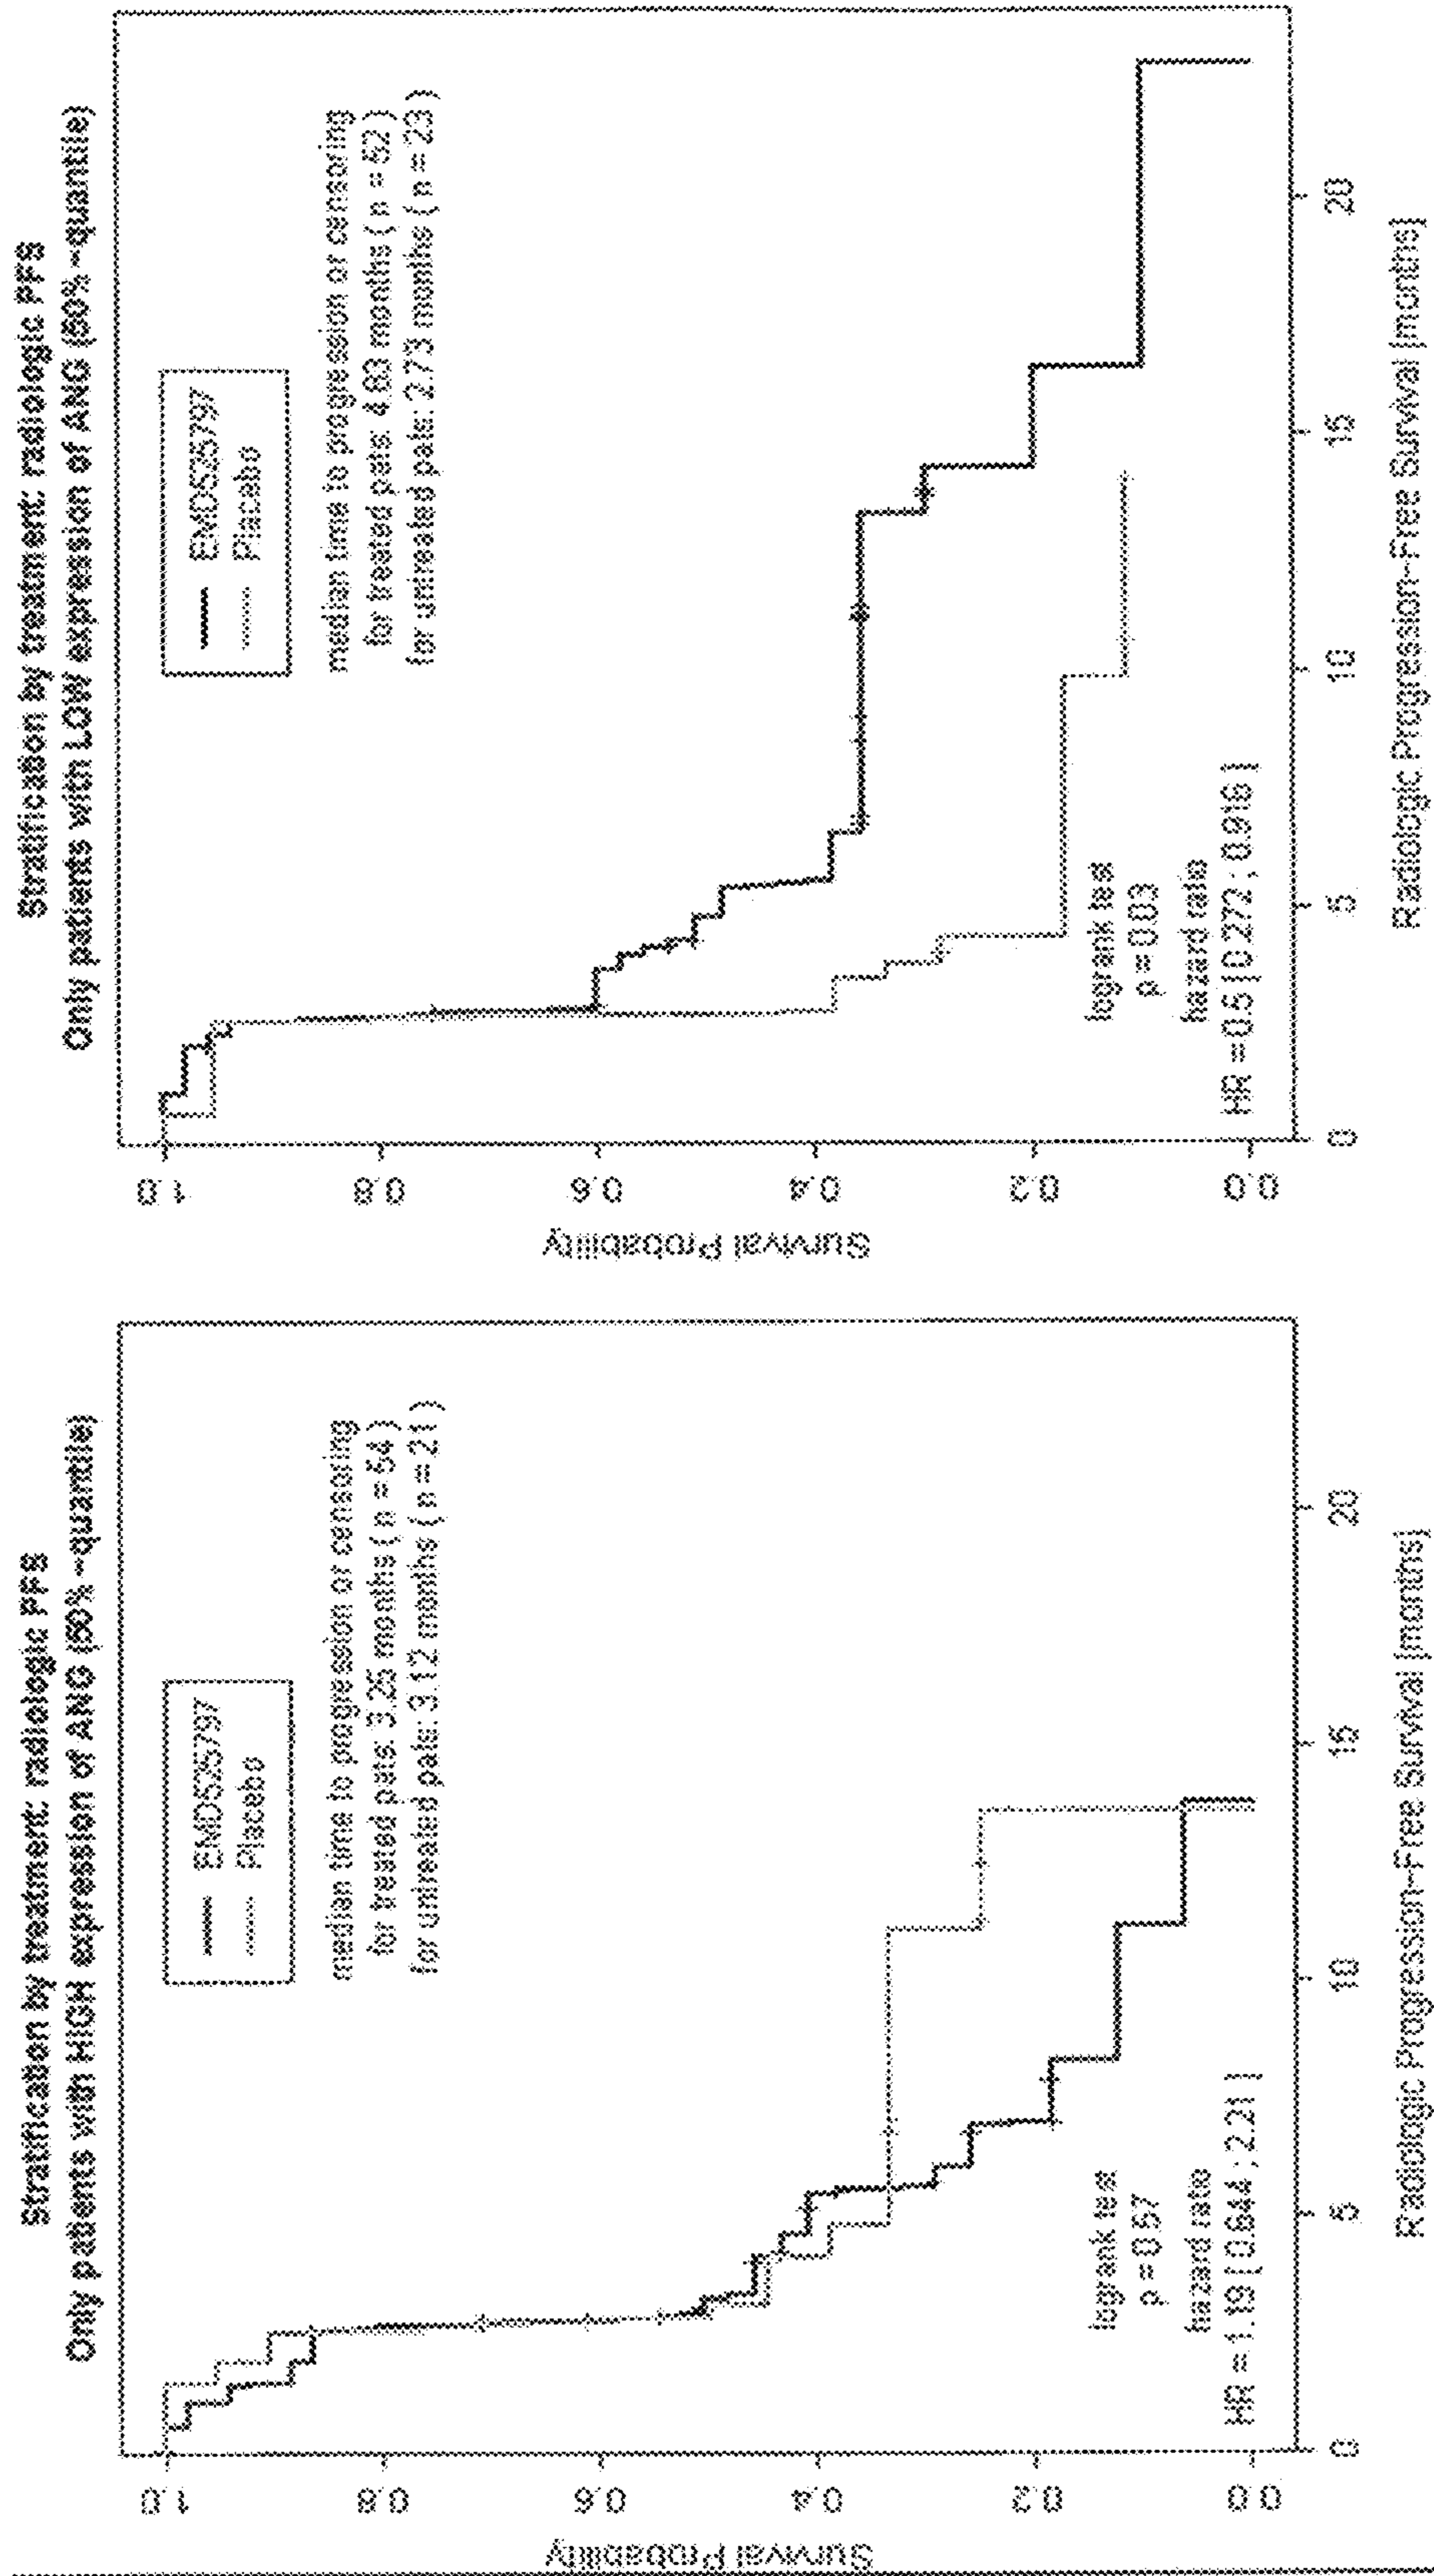 Stratification by treatment: radiologic PFS
Only patients with HIGH expression of ANG (50% -quantile)
EMD525797
Placebo
median time to progression or censoring
for treated pats: 3.25 months ( n = 54 )
for untreated pats: 3.12 months ( n = 21 )
logrank test
p = 0.57
hazard ratio
HR = 1.19 [ 0.644 ; 2.21 ]
Survival Probability
1.0
0.8
0.6
0.4
0.2
0.0
0 5 10 15 20
Radiologic Progression-Free Survival [months]
Stratification by treatment: radiologic PFS
Only patients with LOW expression of ANG (50% -quantile)
EMD525797
Placebo
median time to progression or censoring
for treated pats: 4.83 months ( n = 52 )
for untreated pats: 2.73 months ( n = 23 )
logrank test
p = 0.03
hazard ratio
HR = 0.5 [ 0.272 ; 0.916 ]
Survival Probability
1.0
0.8
0.6
0.4
0.2
0.0
0 5 10 15 20
Radiologic Progression-Free Survival [months]